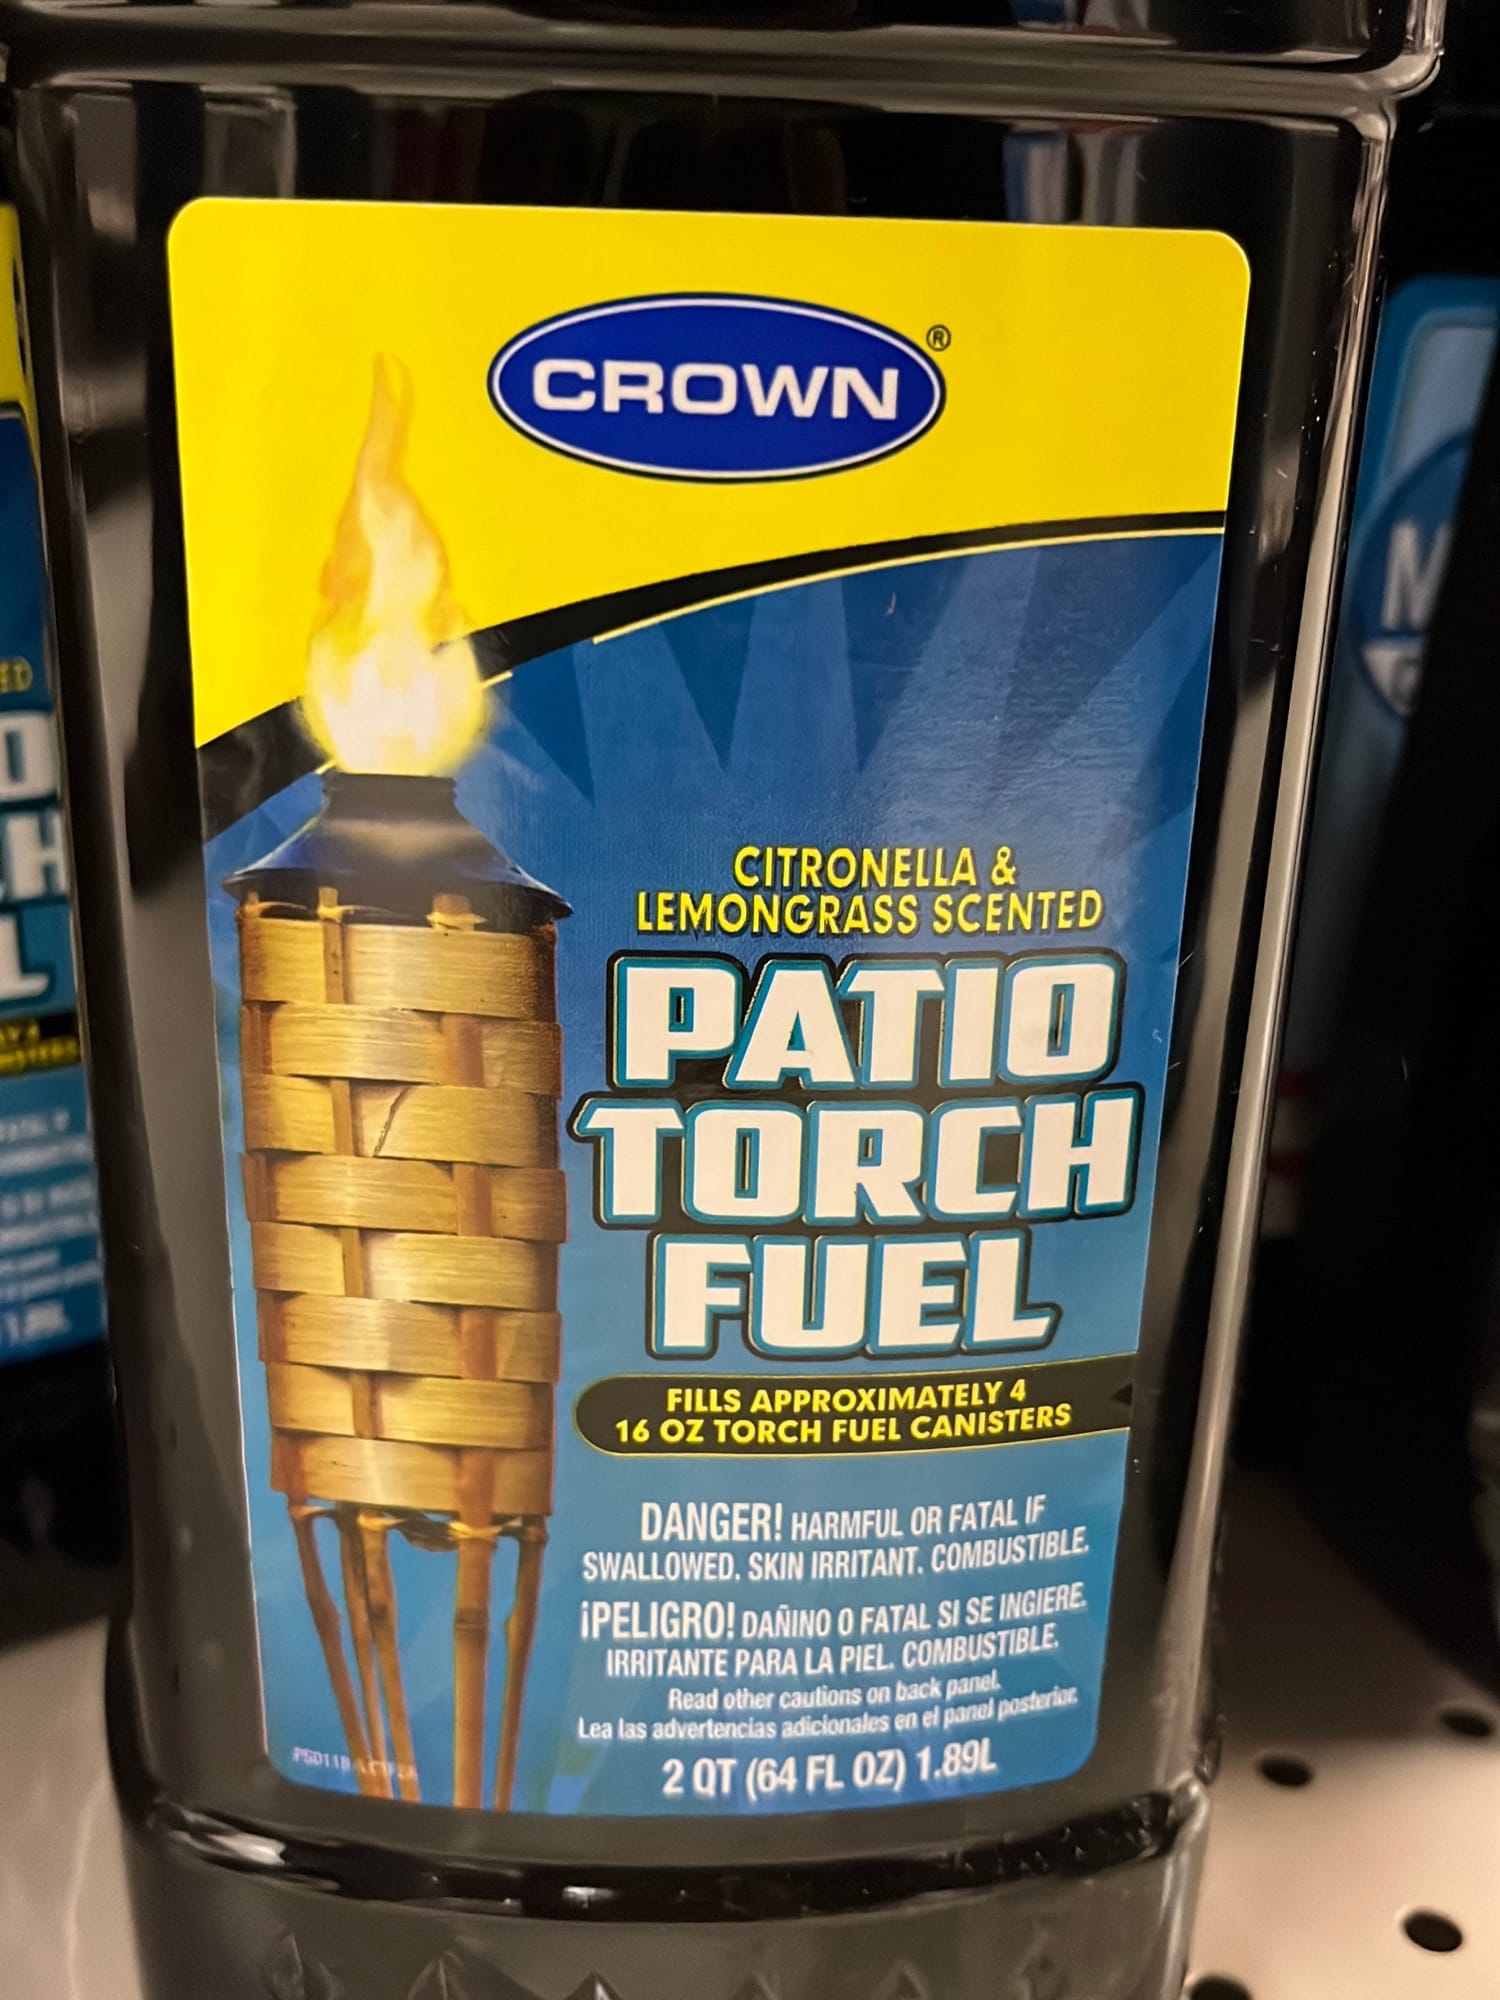 CROWN®
CITRONELLA &
LEMONGRASS SCENTED
PATIO
TORCH
FUEL
FILLS APPROXIMATELY 4
16 OZ TORCH FUEL CANISTERS
DANGER! HARMFUL OR FATAL IF
SWALLOWED. SKIN IRRITANT. COMBUSTIBLE.
¡PELIGRO! DAÑINO O FATAL SI SE INGIERE.
IRRITANTE PARA LA PIEL. COMBUSTIBLE.
Read other cautions on back panel.
Lea las advertencias adicionales en el panel posterior.
2 QT (64 FL OZ) 1.89L